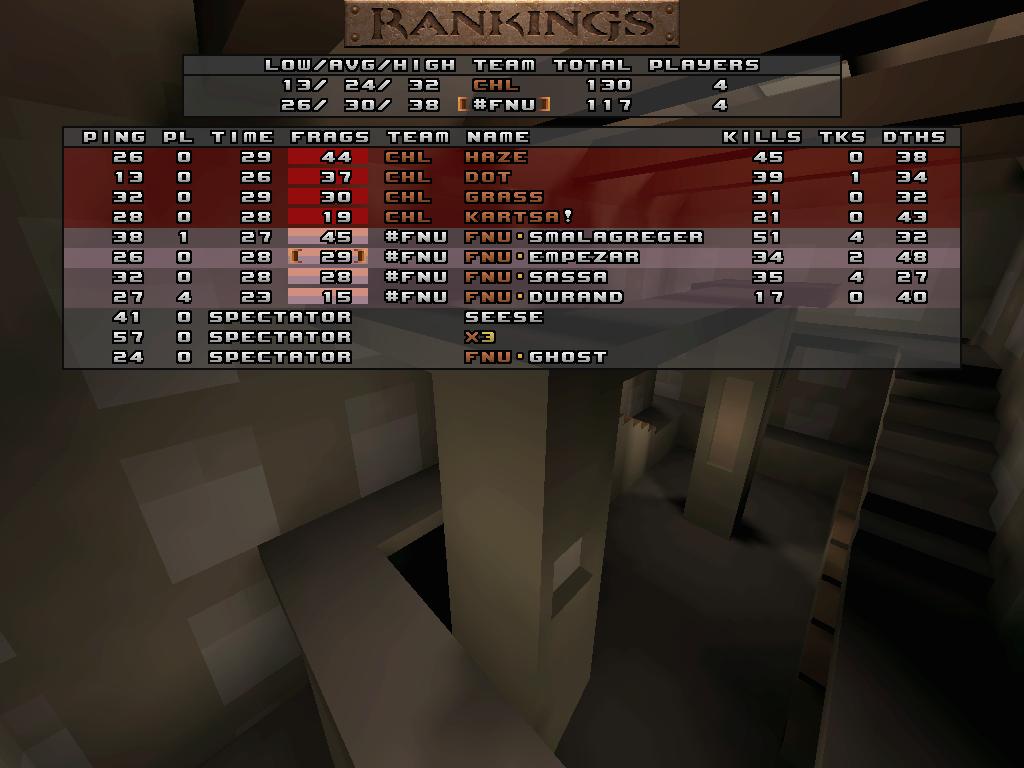 RANKINGS
LOW/AVG/HIGH TEAM TOTAL PLAYERS
13/ 24/ 32 CHL 130 4
26/ 30/ 38 [#FNU] 117 4
PING PL TIME FRAGS TEAM NAME KILLS TKS DTHS
26 0 29 44 CHL HAZE 45 0 38
13 0 26 37 CHL DOT 39 1 34
32 0 29 30 CHL GRASS 31 0 32
28 0 28 19 CHL KARTSA! 21 0 43
38 1 27 45 #FNU FNU·SMALAGREGER 51 4 32
26 0 28 [29] #FNU FNU·EMPEZAR 34 2 48
32 0 28 28 #FNU FNU·SASSA 35 4 27
27 4 23 15 #FNU FNU·DURAND 17 0 40
41 0 SPECTATOR SEESE
57 0 SPECTATOR X3
24 0 SPECTATOR FNU·GHOST